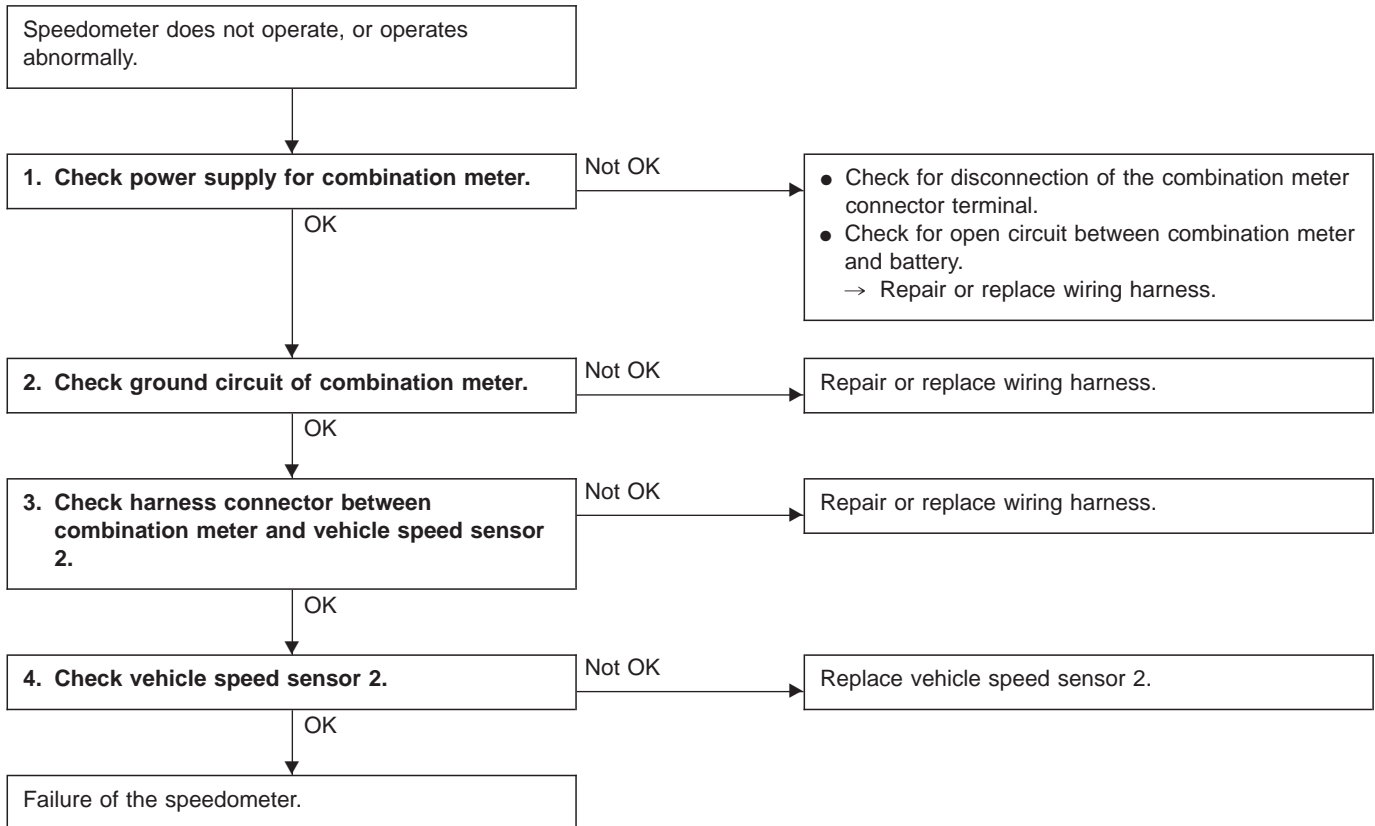 Speedometer does not operate, or operates
abnormally.
1. Check power supply for combination meter.
Not OK
● Check for disconnection of the combination meter
connector terminal.
● Check for open circuit between combination meter
and battery.
→ Repair or replace wiring harness.
OK
2. Check ground circuit of combination meter.
Not OK
Repair or replace wiring harness.
OK
3. Check harness connector between
combination meter and vehicle speed sensor
2.
Not OK
Repair or replace wiring harness.
OK
4. Check vehicle speed sensor 2.
Not OK
Replace vehicle speed sensor 2.
OK
Failure of the speedometer.